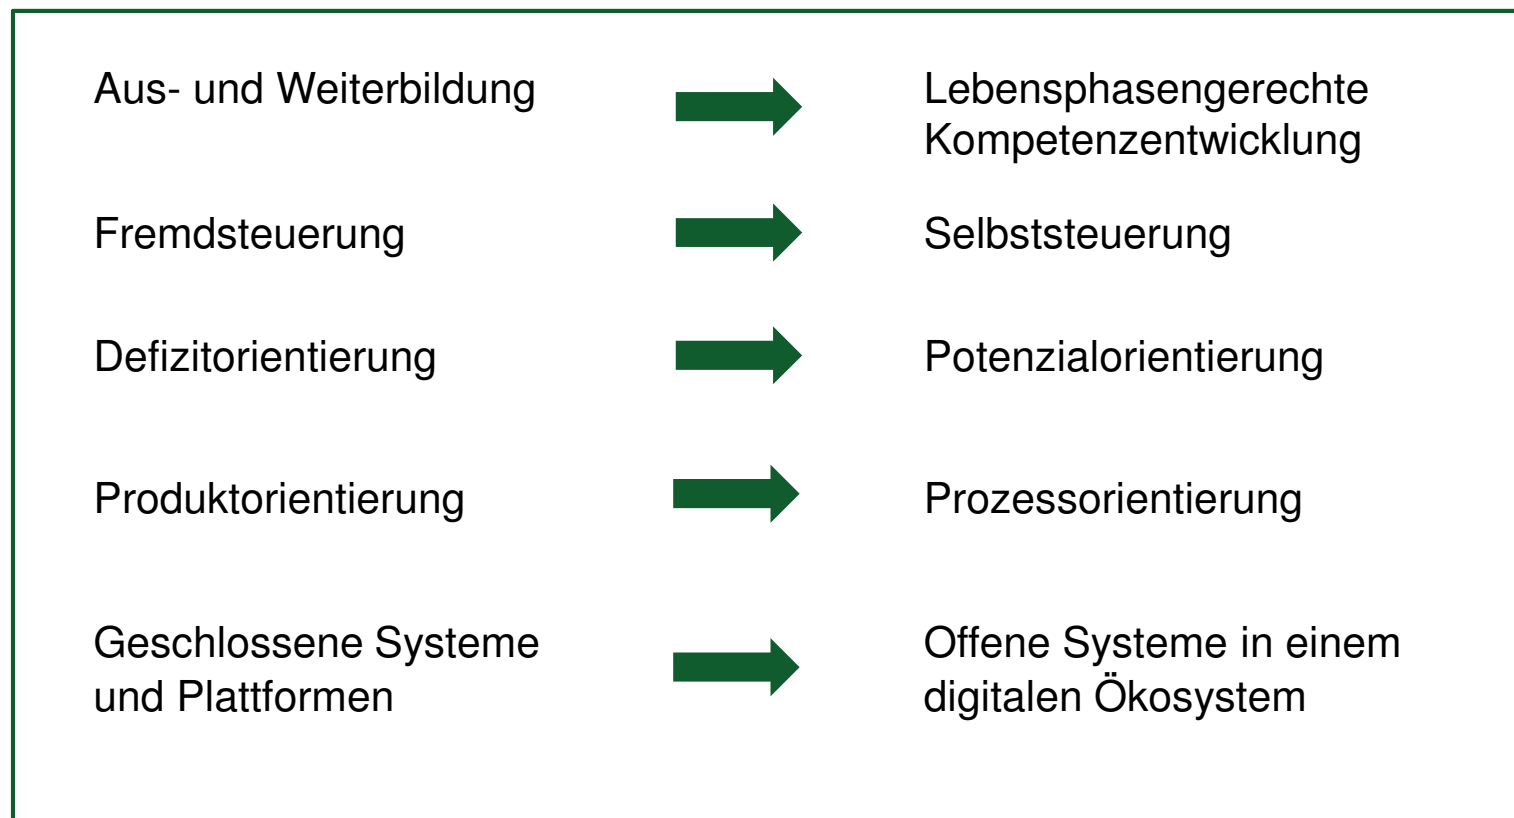 Aus- und Weiterbildung
Lebensphasengerechte
Kompetenzentwicklung
Fremdsteuerung
Selbststeuerung
Defizitorientierung
Potenzialorientierung
Produktorientierung
Prozessorientierung
Geschlossene Systeme
und Plattformen
Offene Systeme in einem
digitalen Ökosystem